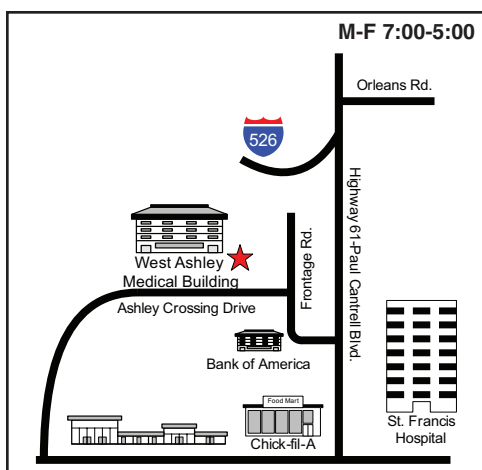 M-F 7:00-5:00
Orleans Rd.
526
Highway 61-Paul Cantrell Blvd.
Frontage Rd.
West Ashley
Medical Building
Ashley Crossing Drive
Bank of America
Food Mart
Chick-fil-A
St. Francis
Hospital